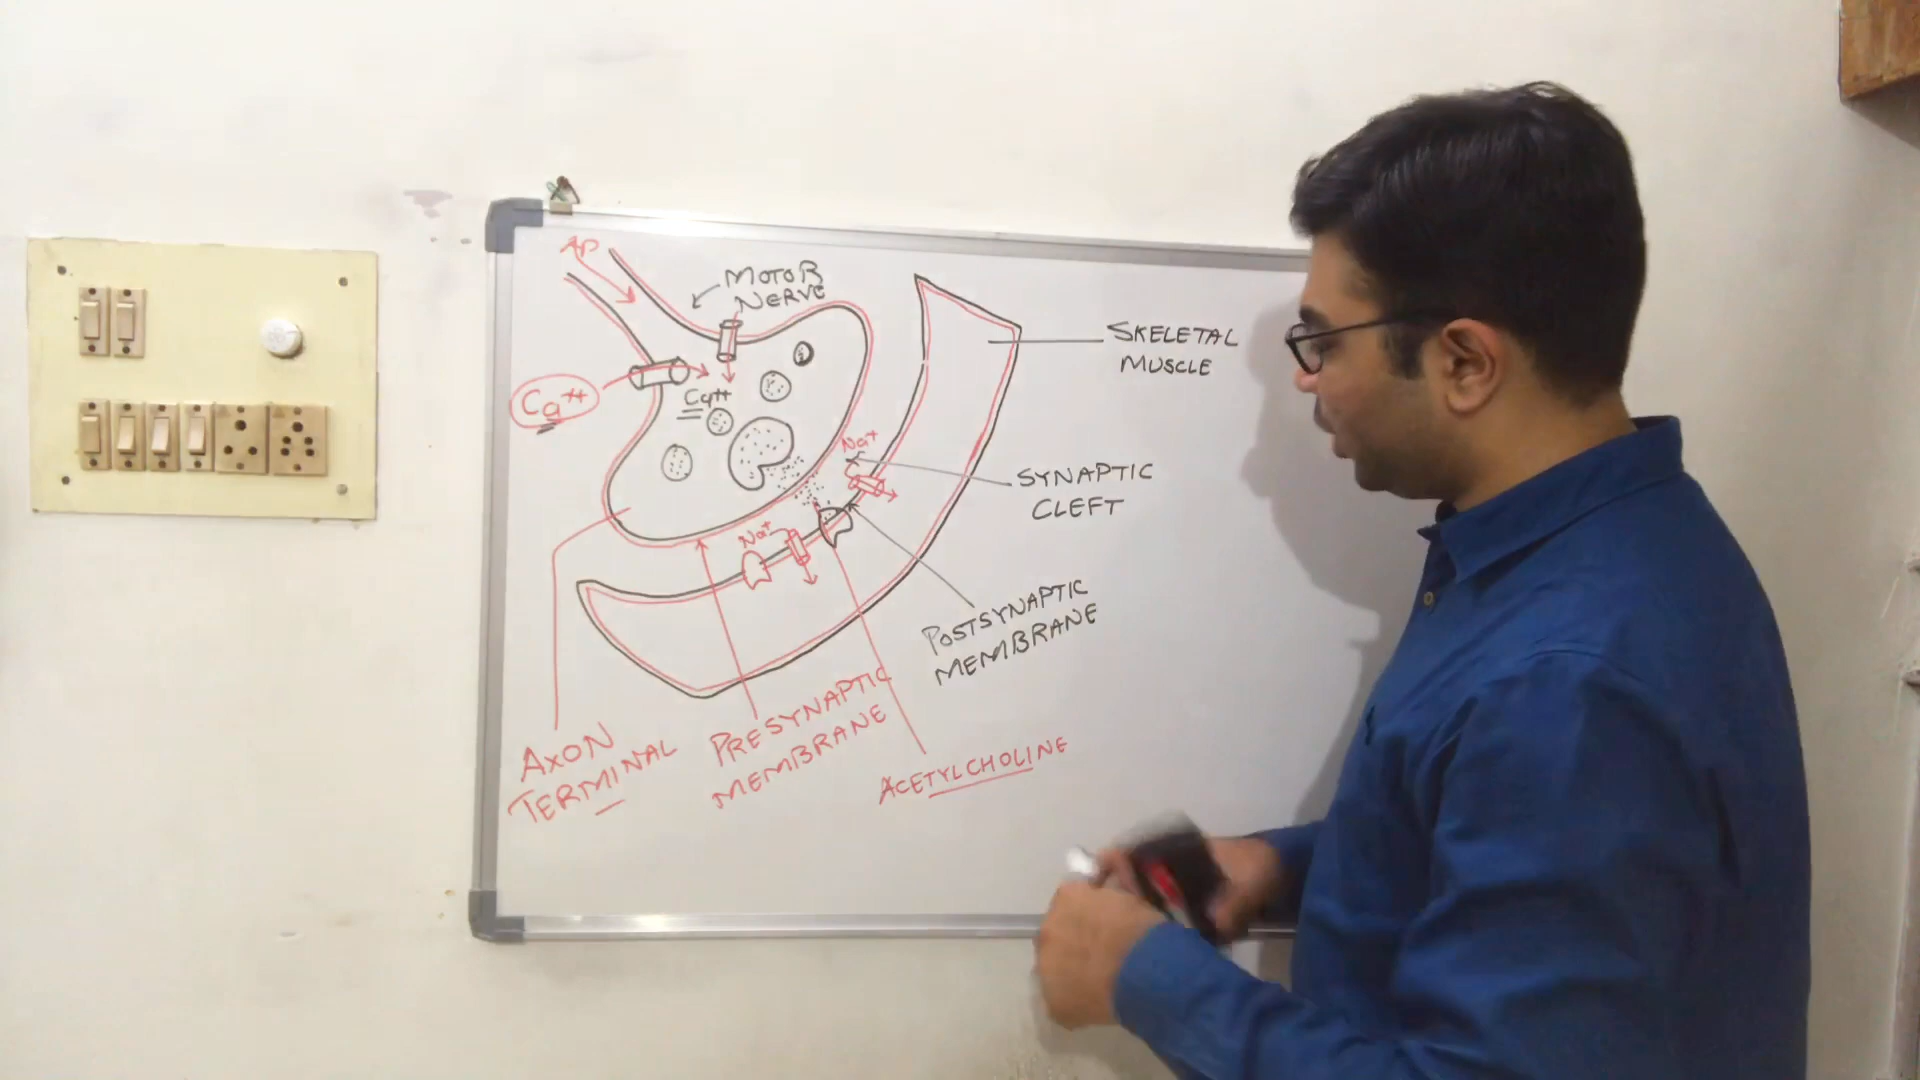 AP
MOTOR
NERVE
Ca++
Ca++
SKELETAL
MUSCLE
Na+
SYNAPTIC
CLEFT
Na+
POSTSYNAPTIC
MEMBRANE
AXON
TERMINAL
PRESYNAPTIC
MEMBRANE
ACETYLCHOLINE